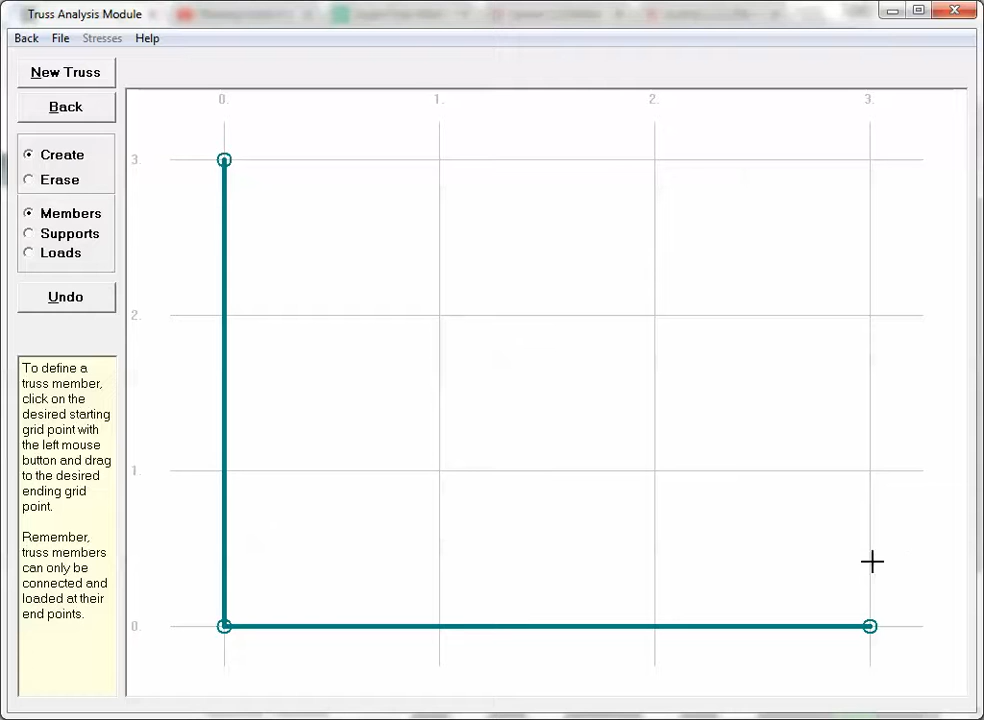 Truss Analysis Module
Back File Stresses Help
New Truss
Back
Create
Erase
Members
Supports
Loads
Undo
To define a
truss member,
click on the
desired starting
grid point with
the left mouse
button and drag
to the desired
ending grid
point.
Remember,
truss members
can only be
connected and
loaded at their
end points.
0. 1. 2. 3.
3.
2.
1.
0.